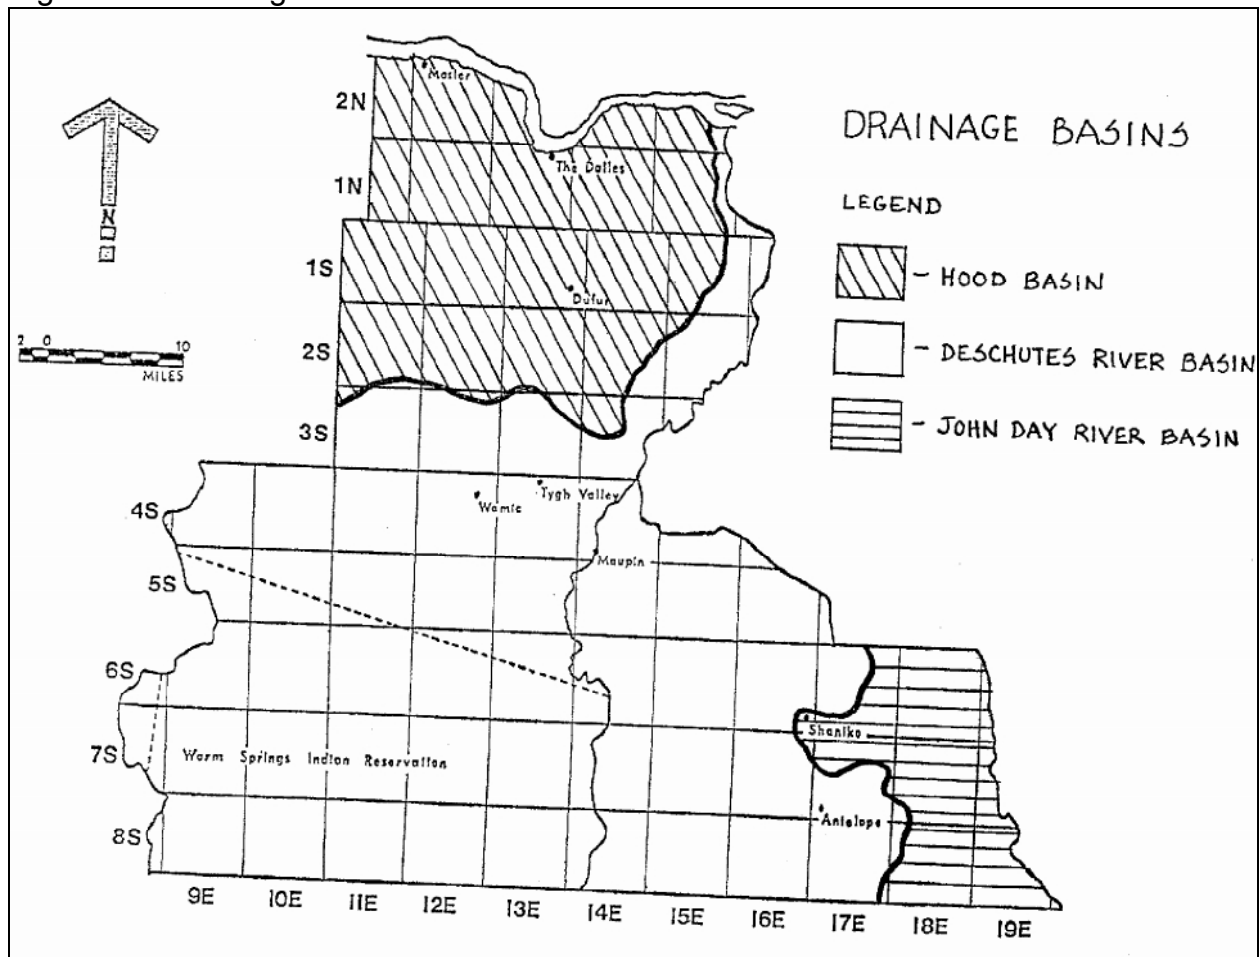 Mosier
2N
DRAINAGE BASINS
The Dalles
1N
LEGEND
N
1S
HOOD BASIN
Dufur
2 0 10
MILES
2S
DESCHUTES RIVER BASIN
3S
JOHN DAY RIVER BASIN
Tygh Valley
Wamic
4S
Maupin
5S
6S
Shaniko
7S
Warm Springs Indian Reservation
Antelope
8S
9E 10E 11E 12E 13E 14E 15E 16E 17E 18E 19E